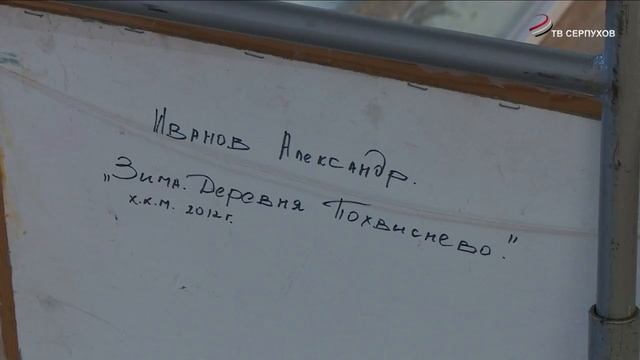 ТВ СЕРПУХОВ
Иванов Александр.
„Зима. Деревня Похвиснево."
х.к.м. 2012г.